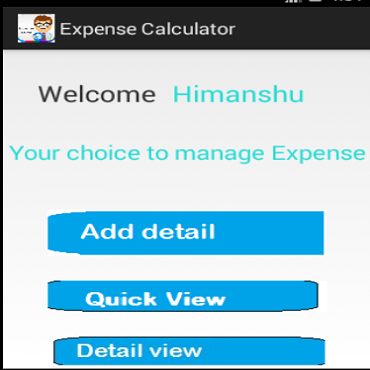 Expense Calculator
Welcome Himanshu
Your choice to manage Expense
Add detail
Quick View
Detail view